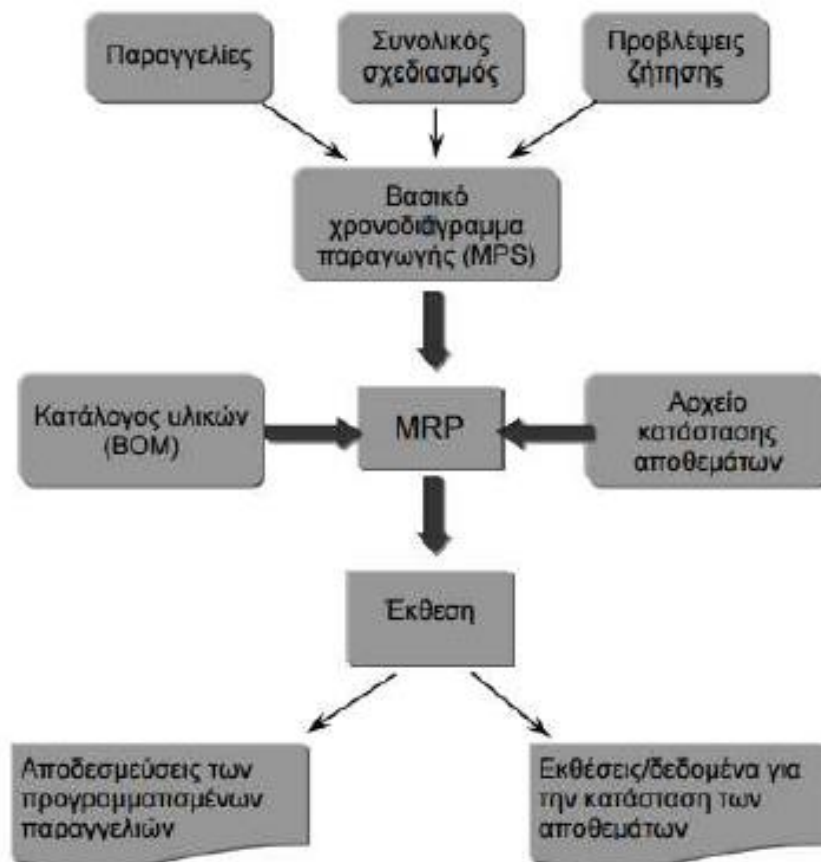 Παραγγελίες
Συνολικός
σχεδιασμός
Προβλέψεις
ζήτησης
Βασικό
χρονοδιάγραμμα
παραγωγής (MPS)
Κατάλογος υλικών
(BOM)
MRP
Αρχείο
κατάστασης
αποθεμάτων
Έκθεση
Αποδεσμεύσεις των
προγραμματισμένων
παραγγελιών
Εκθέσεις/δεδομένα για
την κατάσταση των
αποθεμάτων